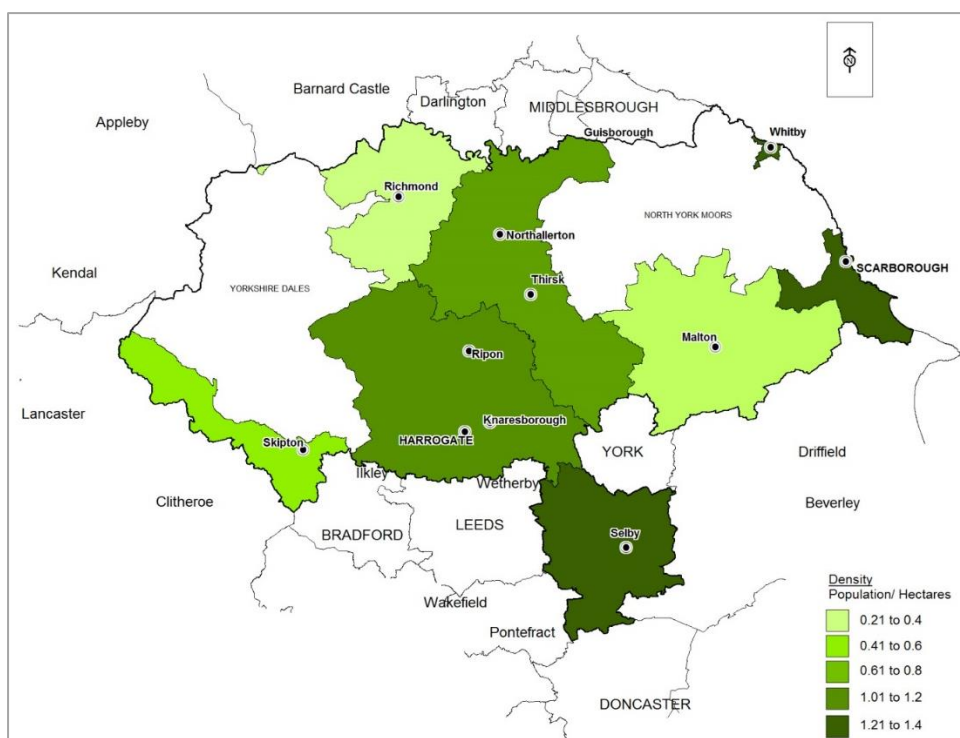 N
Barnard Castle
Darlington
MIDDLESBROUGH
Appleby
Guisborough
Whitby
Richmond
NORTH YORK MOORS
Northallerton
Kendal
SCARBOROUGH
YORKSHIRE DALES
Thirsk
Malton
Ripon
Lancaster
Knaresborough
HARROGATE
Skipton
YORK
Driffield
Ilkley
Wetherby
Clitheroe
Beverley
LEEDS
BRADFORD
Selby
Wakefield
Pontefract
DONCASTER
Density
Population/ Hectares
0.21 to 0.4
0.41 to 0.6
0.61 to 0.8
1.01 to 1.2
1.21 to 1.4